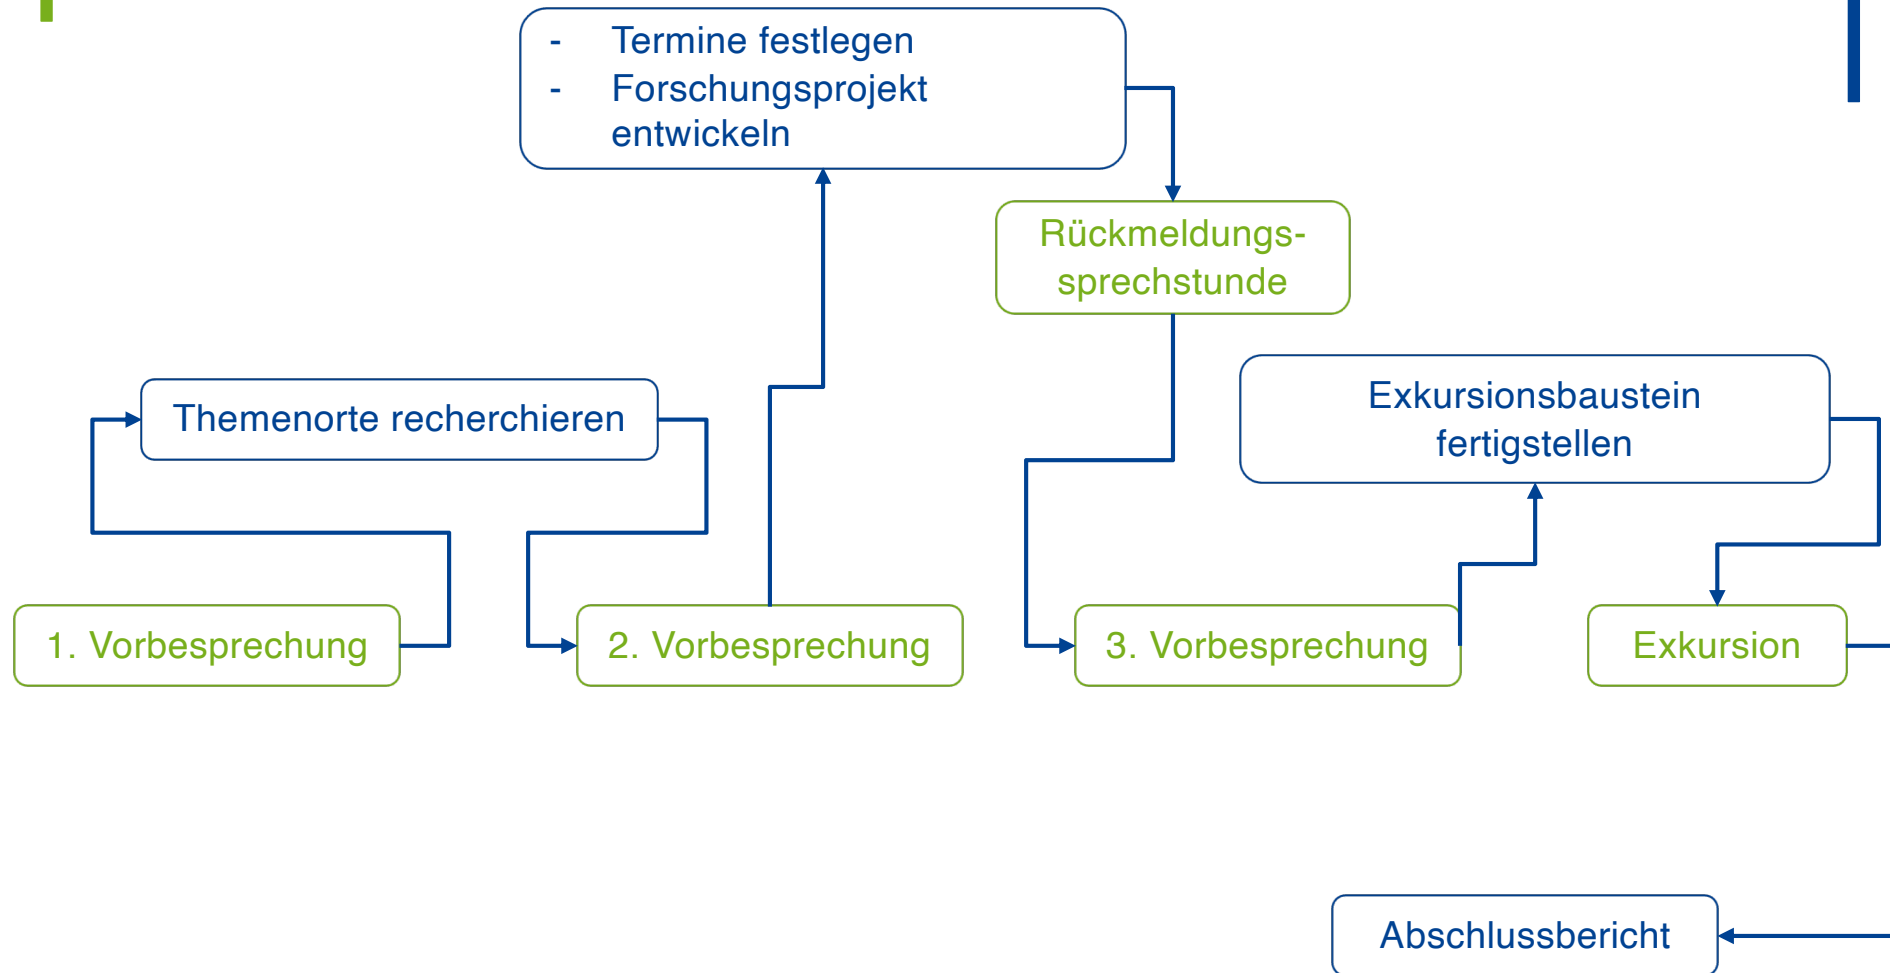 - Termine festlegen
- Forschungsprojekt
entwickeln
Rückmeldungs-
sprechstunde
Themenorte recherchieren
Exkursionsbaustein
fertigstellen
1. Vorbesprechung
2. Vorbesprechung
3. Vorbesprechung
Exkursion
Abschlussbericht